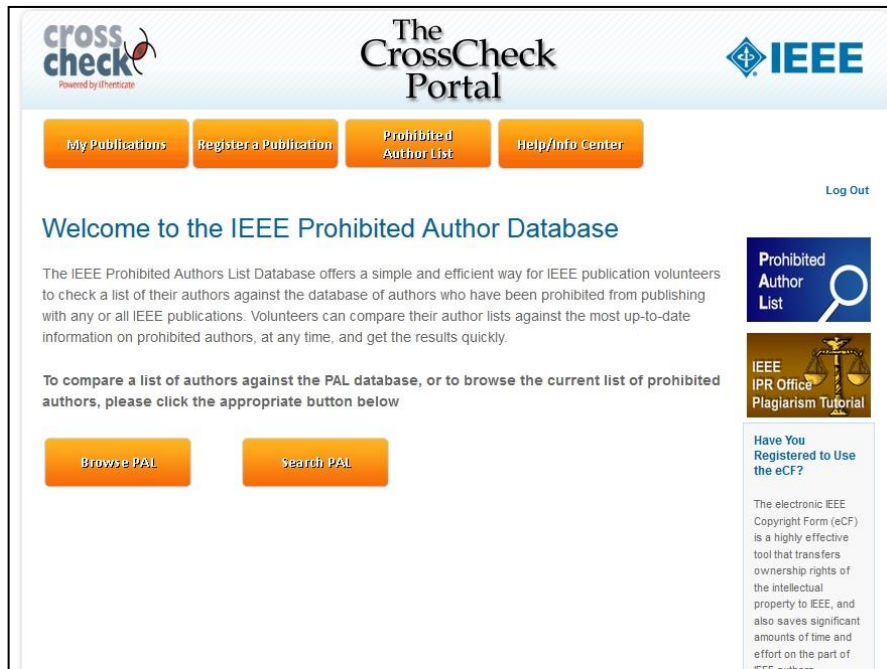 cross
check
Powered by iThenticate
The
CrossCheck
Portal
IEEE
My Publications
Register a Publication
Prohibited
Author List
Help/Info Center
Log Out
Welcome to the IEEE Prohibited Author Database
The IEEE Prohibited Authors List Database offers a simple and efficient way for IEEE publication volunteers
to check a list of their authors against the database of authors who have been prohibited from publishing
with any or all IEEE publications. Volunteers can compare their author lists against the most up-to-date
information on prohibited authors, at any time, and get the results quickly.
To compare a list of authors against the PAL database, or to browse the current list of prohibited
authors, please click the appropriate button below
Browse PAL
Search PAL
Prohibited
Author
List
IEEE
IPR Office
Plagiarism Tutorial
Have You
Registered to Use
the eCF?
The electronic IEEE
Copyright Form (eCF)
is a highly effective
tool that transfers
ownership rights of
the intellectual
property to IEEE, and
also saves significant
amounts of time and
effort on the part of
IEEE authors